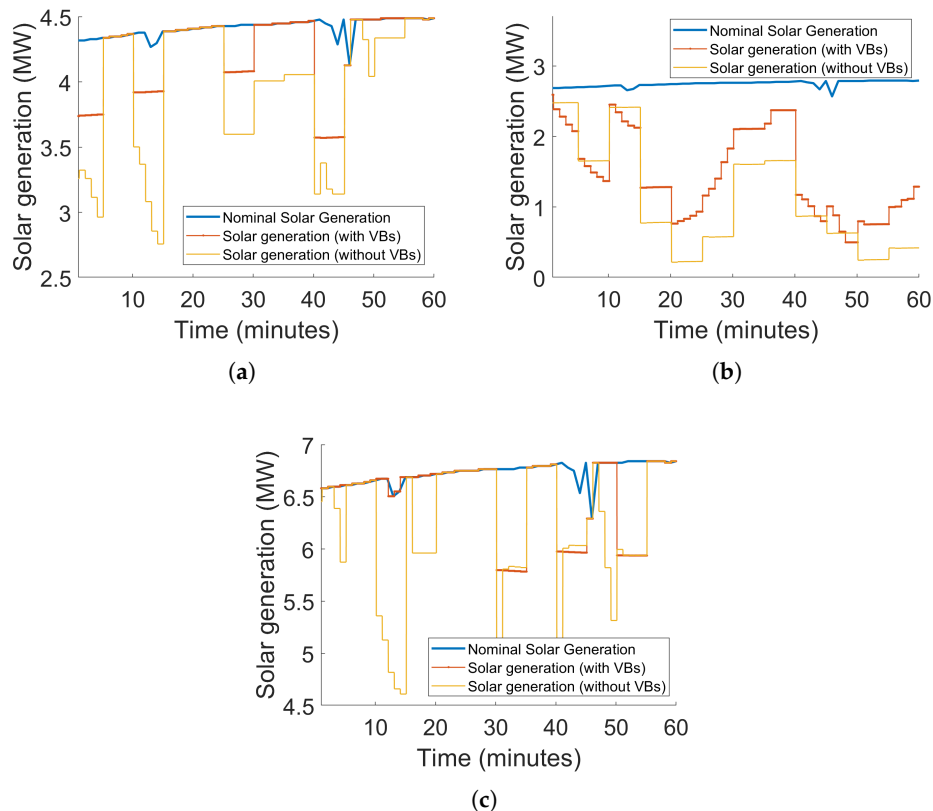 4.5
4
3.5
3
2.5
Solar generation (MW)
Nominal Solar Generation
Solar generation (with VBs)
Solar generation (without VBs)
10
20
30
40
50
60
Time (minutes)
(a)
3
2
1
0
Solar generation (MW)
Nominal Solar Generation
Solar generation (with VBs)
Solar generation (without VBs)
10
20
30
40
50
60
Time (minutes)
(b)
7
6.5
6
5.5
5
4.5
Solar generation (MW)
Nominal Solar Generation
Solar generation (with VBs)
Solar generation (without VBs)
10
20
30
40
50
60
Time (minutes)
(c)